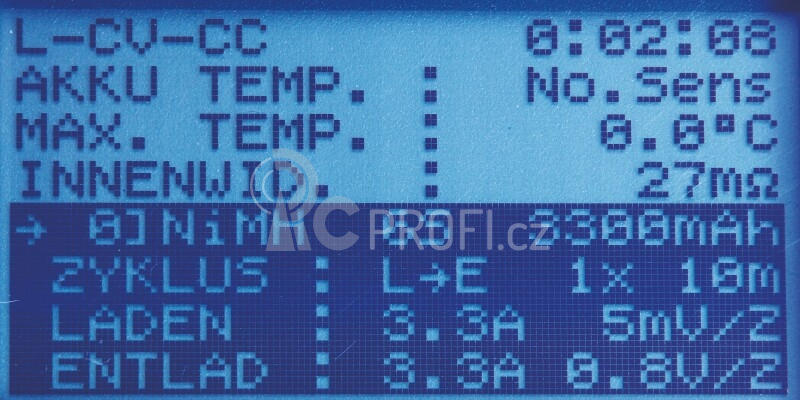 L-CV-CC 0:02:08
AKKU TEMP. : No.Sens
MAX. TEMP. : 0.0°C
INNENWID. : 27mΩ
→ 0]NiMH 3300mAh
RCPROFI.cz
ZYKLUS : L→E 1x 10m
LADEN : 3.3A 5mV/Z
ENTLAD : 3.3A 0.8V/Z